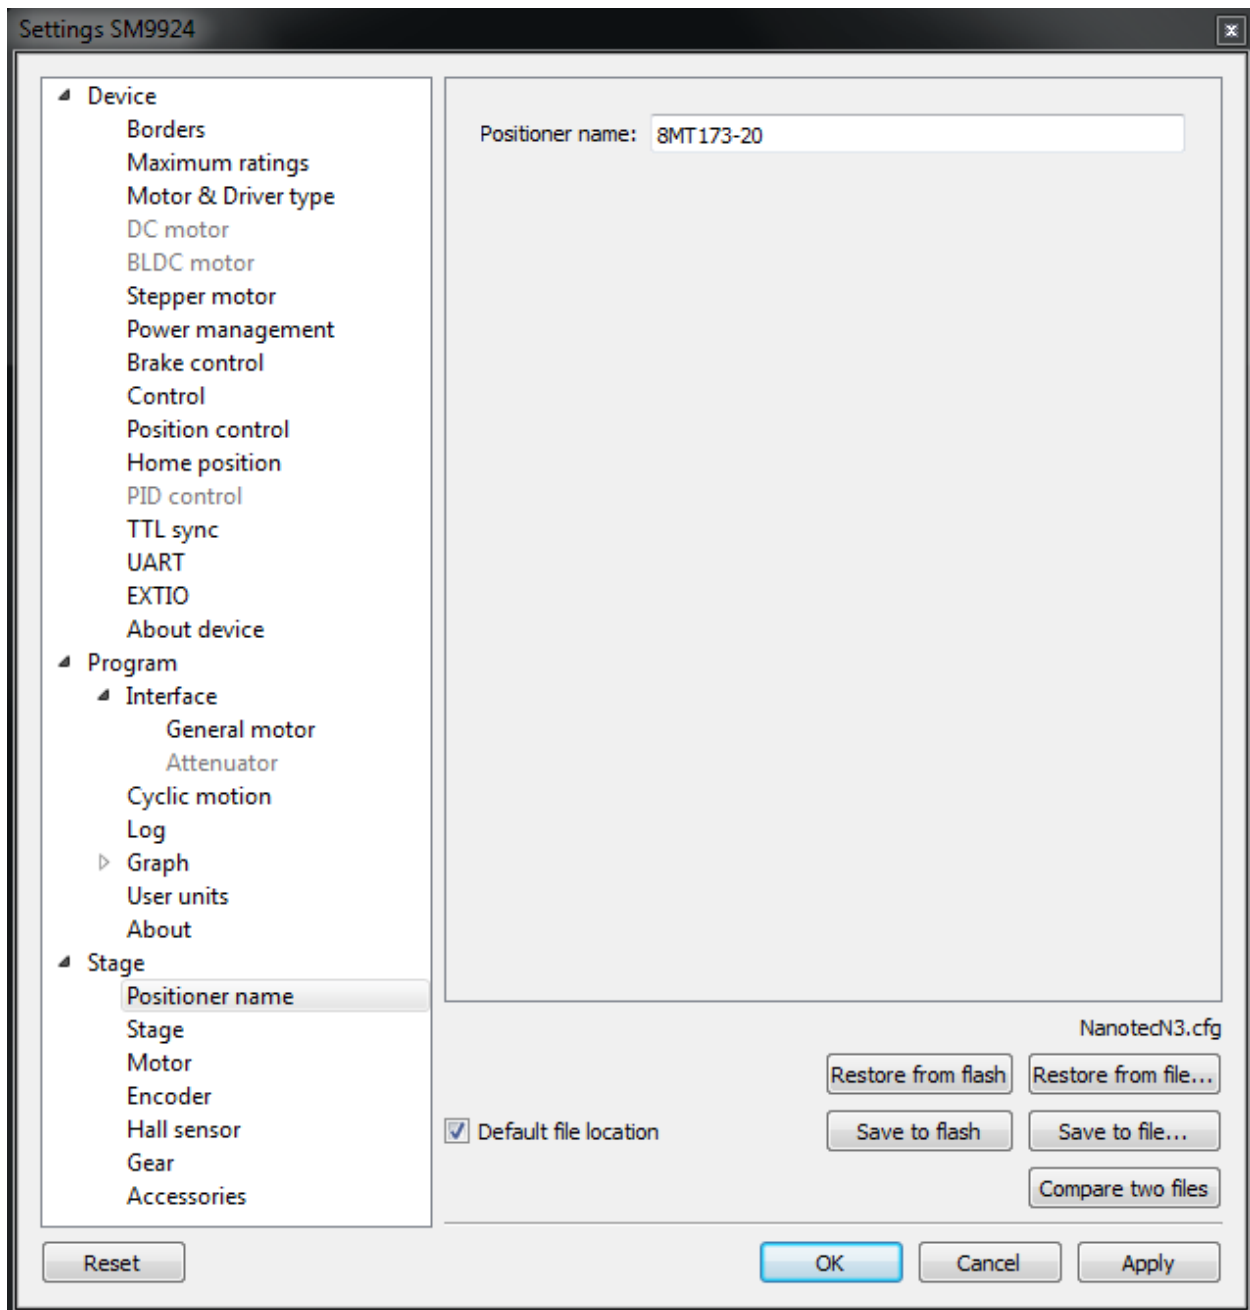 Settings SM9924
Device
Borders
Maximum ratings
Motor & Driver type
DC motor
BLDC motor
Stepper motor
Power management
Brake control
Control
Position control
Home position
PID control
TTL sync
UART
EXTIO
About device
Program
Interface
General motor
Attenuator
Cyclic motion
Log
Graph
User units
About
Stage
Positioner name
Stage
Motor
Encoder
Hall sensor
Gear
Accessories
Positioner name: 8MT173-20
NanotecN3.cfg
Restore from flash Restore from file...
Default file location Save to flash Save to file...
Compare two files
Reset OK Cancel Apply